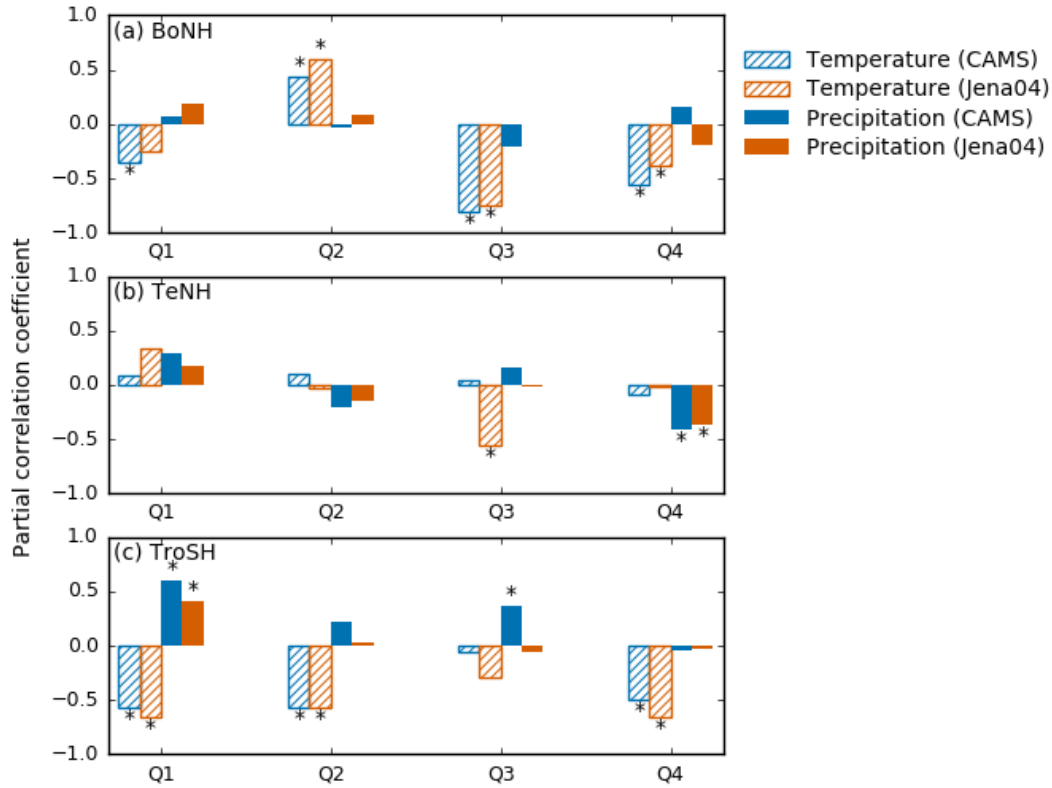 Partial correlation coefficient
(a) BoNH
1.0
0.5
0.0
−0.5
−1.0
*
*
*
*
*
*
*
Q1
Q2
Q3
Q4
Temperature (CAMS)
Temperature (Jena04)
Precipitation (CAMS)
Precipitation (Jena04)
(b) TeNH
1.0
0.5
0.0
−0.5
−1.0
*
*
*
Q1
Q2
Q3
Q4
(c) TroSH
1.0
0.5
0.0
−0.5
−1.0
*
*
*
*
*
*
*
*
*
Q1
Q2
Q3
Q4